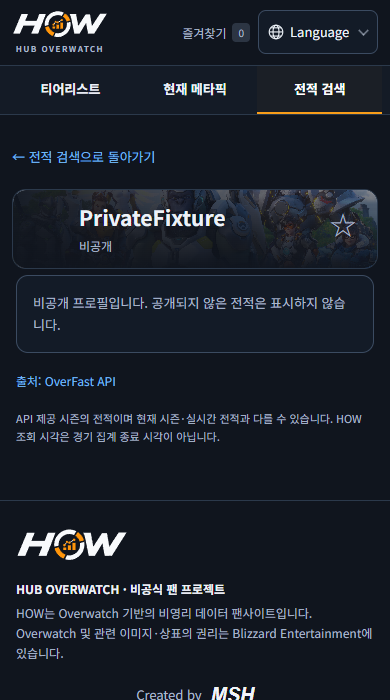 HOW
HUB OVERWATCH
즐겨찾기 0
Language
티어리스트 현재 메타픽 전적 검색
← 전적 검색으로 돌아가기
PrivateFixture
비공개
비공개 프로필입니다. 공개되지 않은 전적은 표시하지 않습
니다.
출처: OverFast API
API 제공 시즌의 전적이며 현재 시즌·실시간 전적과 다를 수 있습니다. HOW
조회 시각은 경기 집계 종료 시각이 아닙니다.
HOW
HUB OVERWATCH · 비공식 팬 프로젝트
HOW는 Overwatch 기반의 비영리 데이터 팬사이트입니다.
Overwatch 및 관련 이미지·상표의 권리는 Blizzard Entertainment에
있습니다.
Created by MSH